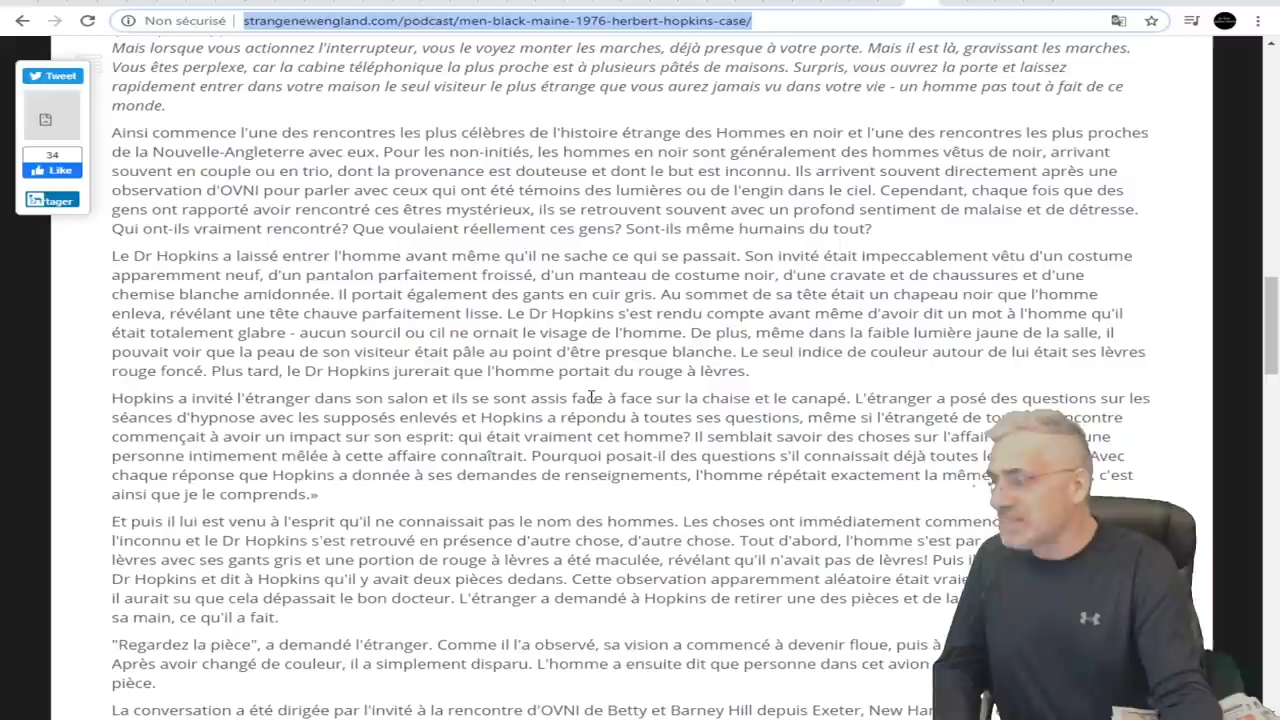 Non sécurisé
strangenewengland.com/podcast/men-black-maine-1976-herbert-hopkins-case/
Mais lorsque vous actionnez l'interrupteur, vous le voyez monter les marches, déjà presque à votre porte. Mais il est là, gravissant les marches.
Vous êtes perplexe, car la cabine téléphonique la plus proche est à plusieurs pâtés de maisons. Surpris, vous ouvrez la porte et laissez
rapidement entrer dans votre maison le seul visiteur le plus étrange que vous aurez jamais vu dans votre vie - un homme pas tout à fait de ce
monde.
Tweet
34
Like
Partager
Ainsi commence l'une des rencontres les plus célèbres de l'histoire étrange des Hommes en noir et l'une des rencontres les plus proches
de la Nouvelle-Angleterre avec eux. Pour les non-initiés, les hommes en noir sont généralement des hommes vêtus de noir, arrivant
souvent en couple ou en trio, dont la provenance est douteuse et dont le but est inconnu. Ils arrivent souvent directement après une
observation d'OVNI pour parler avec ceux qui ont été témoins des lumières ou de l'engin dans le ciel. Cependant, chaque fois que des
gens ont rapporté avoir rencontré ces êtres mystérieux, ils se retrouvent souvent avec un profond sentiment de malaise et de détresse.
Qui ont-ils vraiment rencontré? Que voulaient réellement ces gens? Sont-ils même humains du tout?
Le Dr Hopkins a laissé entrer l'homme avant même qu'il ne sache ce qui se passait. Son invité était impeccablement vêtu d'un costume
apparemment neuf, d'un pantalon parfaitement froissé, d'un manteau de costume noir, d'une cravate et de chaussures et d'une
chemise blanche amidonnée. Il portait également des gants en cuir gris. Au sommet de sa tête était un chapeau noir que l'homme
enleva, révélant une tête chauve parfaitement lisse. Le Dr Hopkins s'est rendu compte avant même d'avoir dit un mot à l'homme qu'il
était totalement glabre - aucun sourcil ou cil ne ornait le visage de l'homme. De plus, même dans la faible lumière jaune de la salle, il
pouvait voir que la peau de son visiteur était pâle au point d'être presque blanche. Le seul indice de couleur autour de lui était ses lèvres
rouge foncé. Plus tard, le Dr Hopkins jurerait que l'homme portait du rouge à lèvres.
Hopkins a invité l'étranger dans son salon et ils se sont assis face à face sur la chaise et le canapé. L'étranger a posé des questions sur les
séances d'hypnose avec les supposés enlevés et Hopkins a répondu à toutes ses questions, même si l'étrangeté de rencontre
commençait à avoir un impact sur son esprit: qui était vraiment cet homme? Il semblait savoir des choses sur l'affair une
personne intimement mêlée à cette affaire connaîtrait. Pourquoi posait-il des questions s'il connaissait déjà toutes Avec
chaque réponse que Hopkins a donnée à ses demandes de renseignements, l'homme répétait exactement la c'est
ainsi que je le comprends.»
Et puis il lui est venu à l'esprit qu'il ne connaissait pas le nom des hommes. Les choses ont immédiatement
l'inconnu et le Dr Hopkins s'est retrouvé en présence d'autre chose, d'autre chose. Tout d'abord, l'homme s'est
lèvres avec ses gants gris et une portion de rouge à lèvres a été maculée, révélant qu'il n'avait pas de lèvres! Puis
Dr Hopkins et dit à Hopkins qu'il y avait deux pièces dedans. Cette observation apparemment aléatoire était
il aurait su que cela dépassait le bon docteur. L'étranger a demandé à Hopkins de retirer une des pièces et de
sa main, ce qu'il a fait.
"Regardez la pièce", a demandé l'étranger. Comme il l'a observé, sa vision a commencé à devenir floue, puis à
Après avoir changé de couleur, il a simplement disparu. L'homme a ensuite dit que personne dans cet avion
pièce.
La conversation a été dirigée par l'invité à la rencontre d'OVNI de Betty et Barney Hill depuis Exeter, New